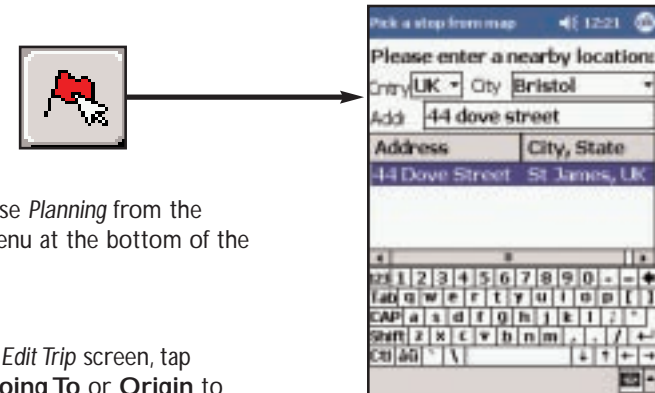 Pick a stop from map 12:21 ok
Please enter a nearby location:
Cntry UK City Bristol
Addr 44 dove street
Address City, State
44 Dove Street St James, UK
123 1 2 3 4 5 6 7 8 9 0 - =
Tab q w e r t y u i o p [ ]
CAP a s d f g h j k l ; '
Shift z x c v b n m , . /
Ctl áü ` \
se Planning from the
enu at the bottom of the
Edit Trip screen, tap
oing To or Origin to